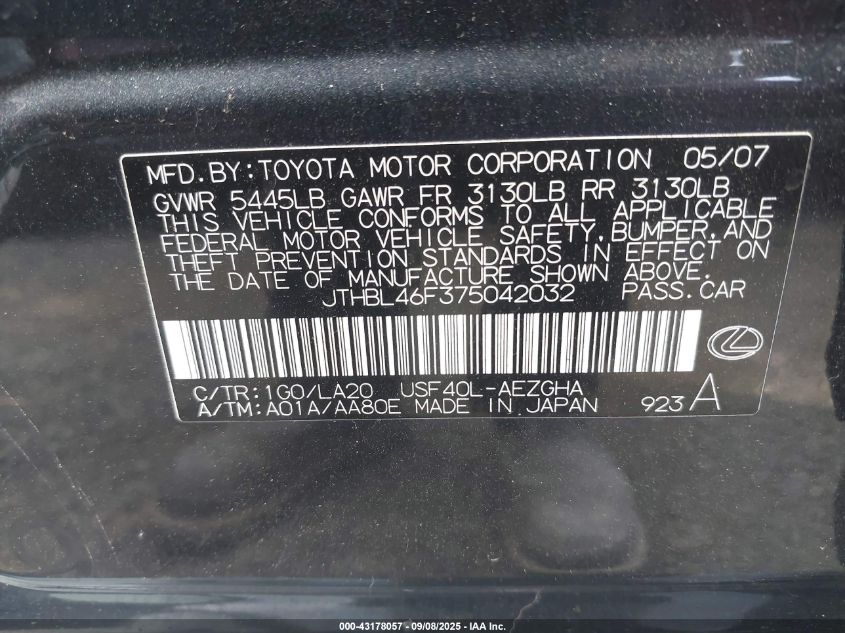 MFD.BY:TOYOTA MOTOR CORPORATION 05/07
GVWR 5445LB GAWR FR 3130LB RR 3130LB
THIS VEHICLE CONFORMS TO ALL APPLICABLE
FEDERAL MOTOR VEHICLE SAFETY,BUMPER,AND
THEFT PREVENTION STANDARDS IN EFFECT ON
THE DATE OF MANUFACTURE SHOWN ABOVE.
JTHBL46F375042032 PASS.CAR
C/TR:1G0/LA20 USF40L-AEZGHA
A/TM:A01A/AA80E MADE IN JAPAN 923A
000-43178057 - 09/08/2025 - IAA Inc.